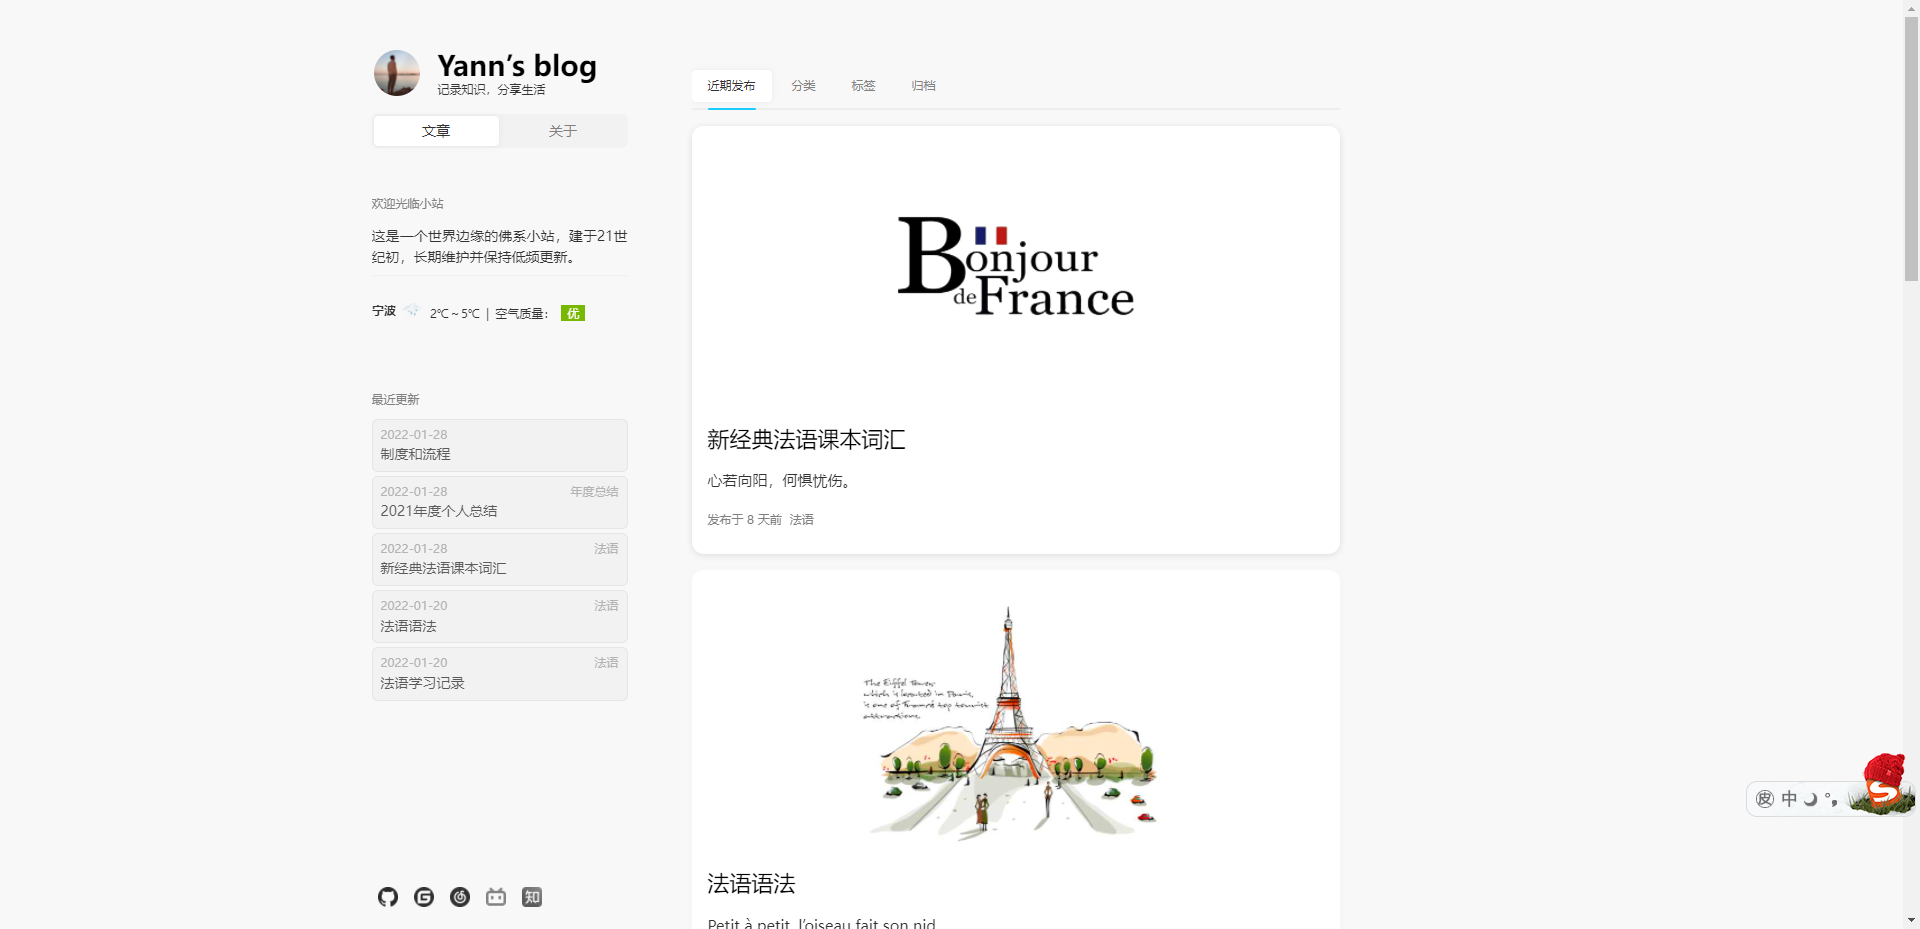 Yann’s blog
记录知识，分享生活
文章
关于
欢迎光临小站
这是一个世界边缘的佛系小站，建于21世
纪初，长期维护并保持低频更新。
宁波 2℃ ~ 5℃ | 空气质量： 优
最近更新
2022-01-28
制度和流程
2022-01-28 年度总结
2021年度个人总结
2022-01-28 法语
新经典法语课本词汇
2022-01-20 法语
法语语法
2022-01-20 法语
法语学习记录
知
近期发布 分类 标签 归档
Bonjour
de France
新经典法语课本词汇
心若向阳，何惧忧伤。
发布于 8 天前 法语
The Eiffel Tower
which is located in Paris,
is one of France's top tourist
attractions.
法语语法
Petit à petit, l’oiseau fait son nid
中